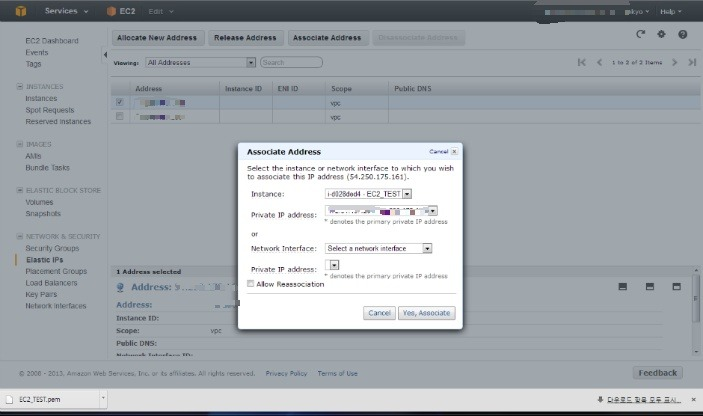 Services
EC2
Edit
Help
EC2 Dashboard
Events
Tags
INSTANCES
Instances
Spot Requests
Reserved Instances
IMAGES
AMIs
Bundle Tasks
ELASTIC BLOCK STORE
Volumes
Snapshots
NETWORK & SECURITY
Security Groups
Elastic IPs
Placement Groups
Load Balancers
Key Pairs
Network Interfaces
Allocate New Address
Release Address
Associate Address
Disassociate Address
Viewing:
All Addresses
Search
1 to 2 of 2 Items
Address
Instance ID
ENI ID
Scope
Public DNS
vpc
vpc
Associate Address
Cancel
Select the instance or network interface to which you wish
to associate this IP address (54.250.175.161).
Instance:
i-d928ded4 - EC2_TEST
Private IP address:
* denotes the primary private IP address
or
Network Interface:
Select a network interface
Private IP address:
* denotes the primary private IP address
Allow Reassociation
Cancel
Yes, Associate
1 Address selected
Address:
Address:
Instance ID:
Scope:
vpc
Public DNS:
Network Interface ID:
© 2008 - 2013, Amazon Web Services, Inc. or its affiliates. All rights reserved.
Privacy Policy
Terms of Use
Feedback
EC2_TEST.pem
다운로드 항목 모두 표시...